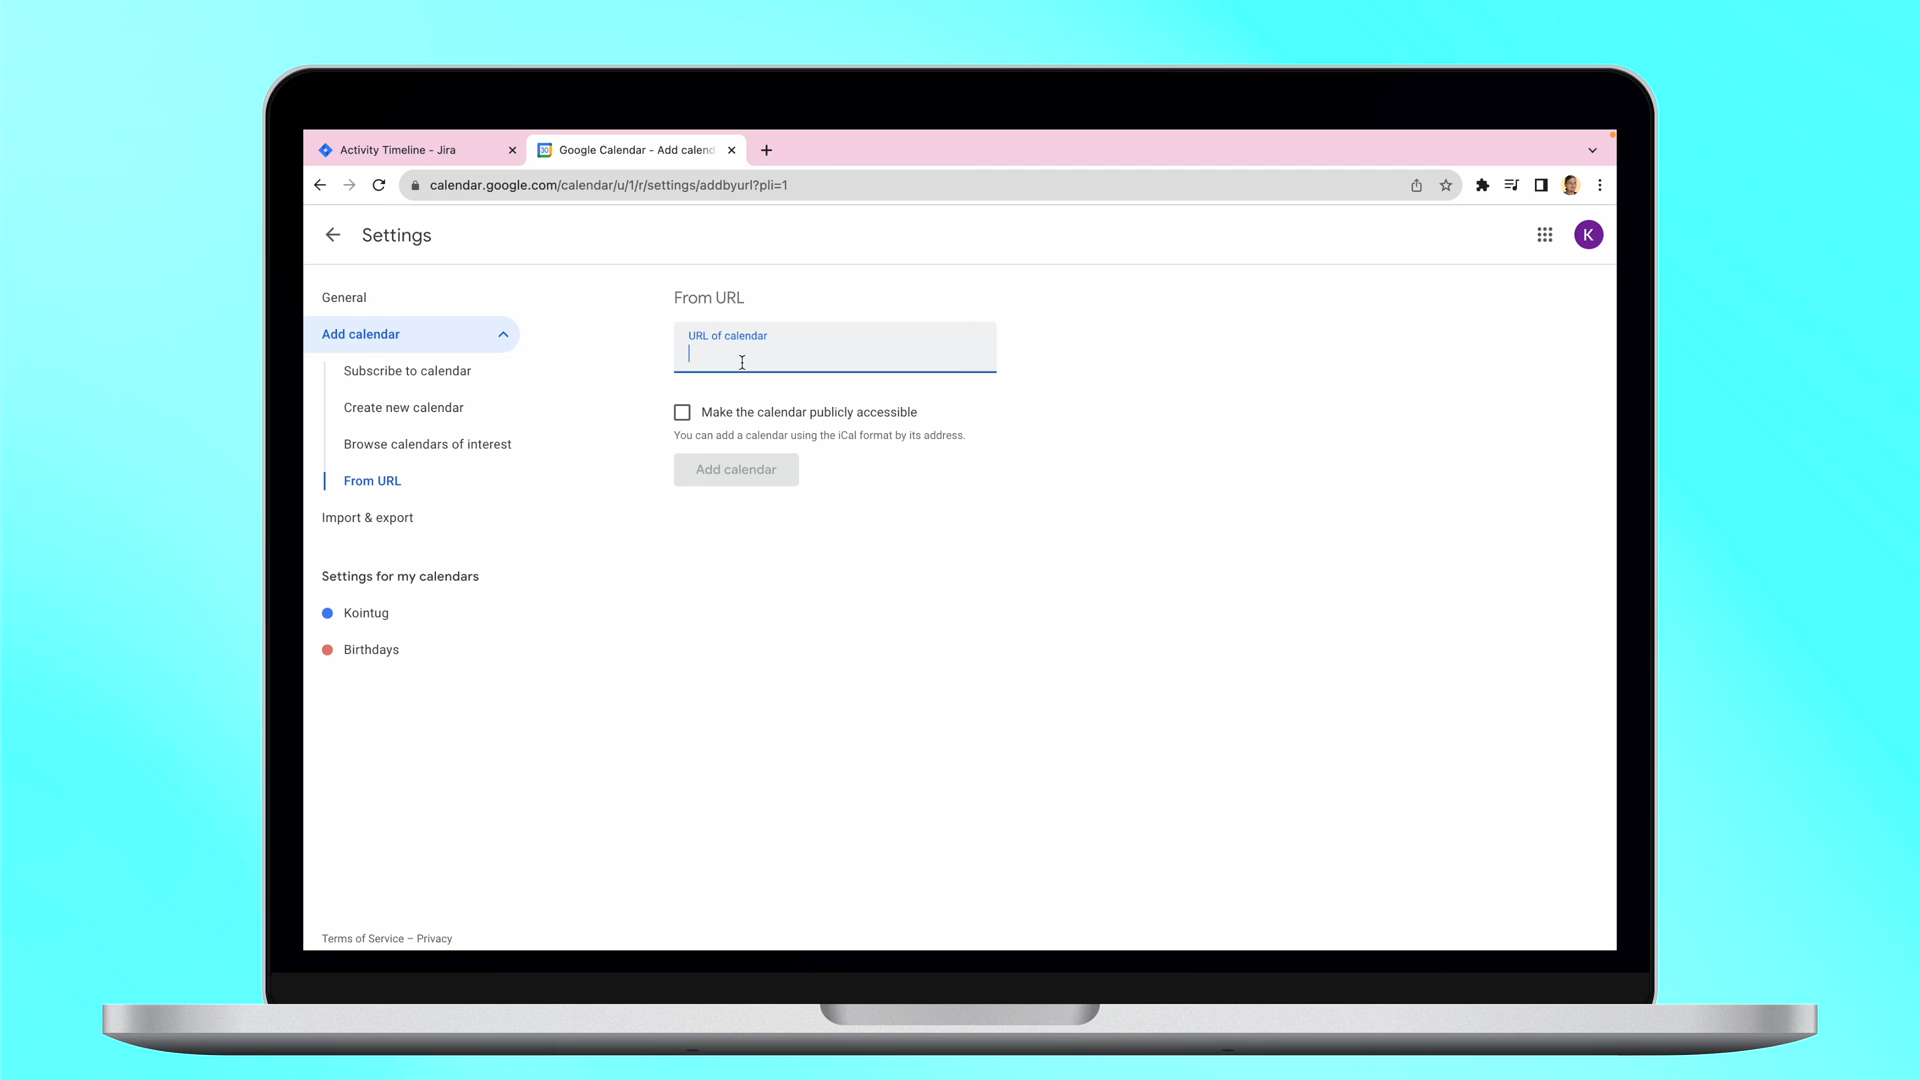 Activity Timeline - Jira
Google Calendar - Add calend
calendar.google.com/calendar/u/1/r/settings/addbyurl?pli=1
Settings
K
General
Add calendar
Subscribe to calendar
Create new calendar
Browse calendars of interest
From URL
Import & export
Settings for my calendars
Kointug
Birthdays
From URL
URL of calendar
Make the calendar publicly accessible
You can add a calendar using the iCal format by its address.
Add calendar
Terms of Service – Privacy